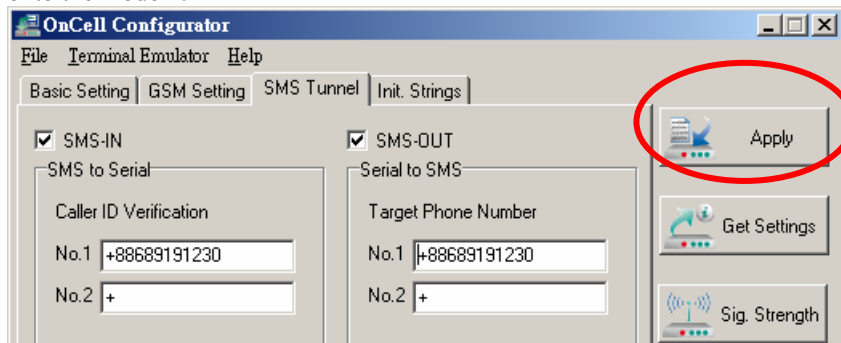 OnCell Configurator
File Terminal Emulator Help
Basic Setting GSM Setting SMS Tunnel Init. Strings
SMS-IN
SMS to Serial
Caller ID Verification
No.1 +88689191230
No.2 +
SMS-OUT
Serial to SMS
Target Phone Number
No.1 +88689191230
No.2 +
Apply
Get Settings
Sig. Strength